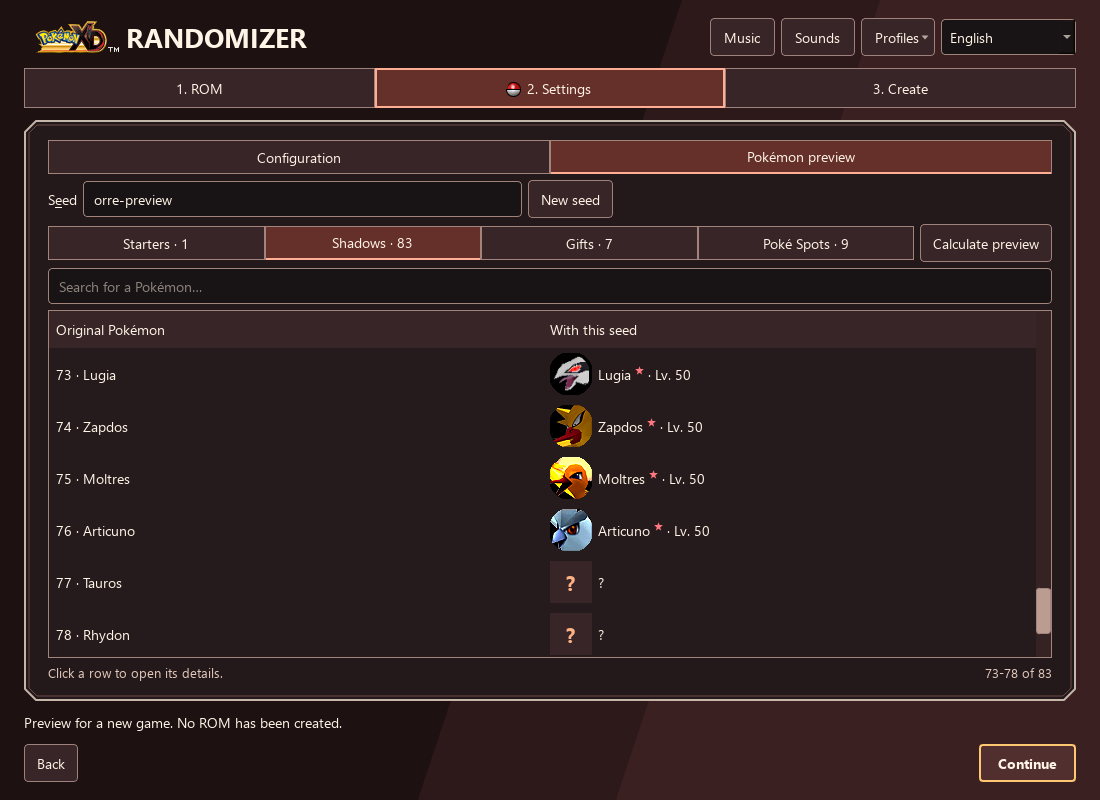 PokémonXD TM RANDOMIZER
Music
Sounds
Profiles
English
1. ROM
2. Settings
3. Create
Configuration
Pokémon preview
Seed
orre-preview
New seed
Starters · 1
Shadows · 83
Gifts · 7
Poké Spots · 9
Calculate preview
Search for a Pokémon...
Original Pokémon
With this seed
73 · Lugia
Lugia ★ · Lv. 50
74 · Zapdos
Zapdos ★ · Lv. 50
75 · Moltres
Moltres ★ · Lv. 50
76 · Articuno
Articuno ★ · Lv. 50
77 · Tauros
? ?
78 · Rhydon
? ?
Click a row to open its details.
73-78 of 83
Preview for a new game. No ROM has been created.
Back
Continue